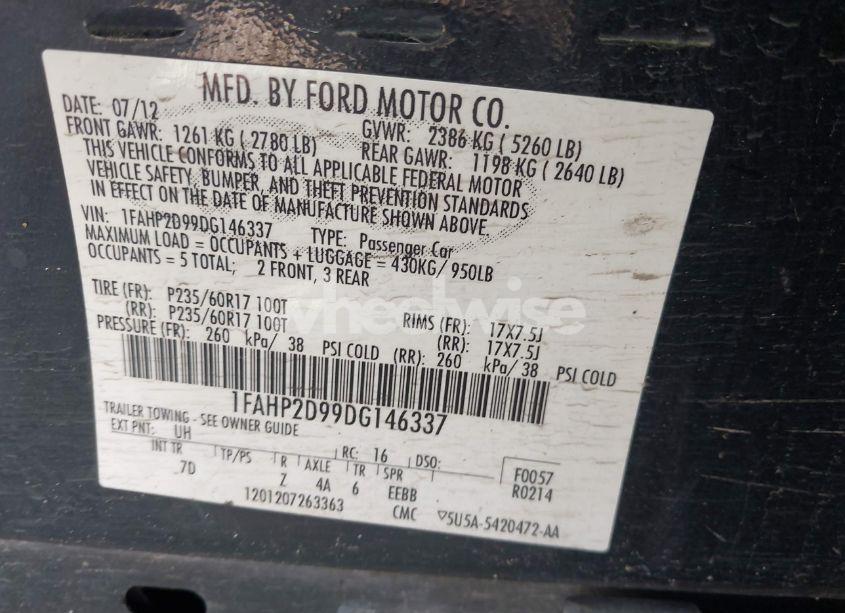 MFD. BY FORD MOTOR CO.
DATE: 07/12 GVWR: 2386 KG ( 5260 LB)
FRONT GAWR: 1261 KG ( 2780 LB) REAR GAWR: 1198 KG ( 2640 LB)
THIS VEHICLE CONFORMS TO ALL APPLICABLE FEDERAL MOTOR
VEHICLE SAFETY, BUMPER, AND THEFT PREVENTION STANDARDS
IN EFFECT ON THE DATE OF MANUFACTURE SHOWN ABOVE.
VIN: 1FAHP2D99DG146337 TYPE: Passenger Car
MAXIMUM LOAD = OCCUPANTS + LUGGAGE = 430KG/ 950LB
OCCUPANTS = 5 TOTAL; 2 FRONT, 3 REAR
TIRE (FR): P235/60R17 100T RIMS (FR): 17X7.5J
(RR): P235/60R17 100T (RR): 17X7.5J
PRESSURE (FR): 260 kPa/ 38 PSI COLD (RR): 260 kPa/ 38 PSI COLD
wheelwise
1FAHP2D99DG146337
TRAILER TOWING - SEE OWNER GUIDE
EXT PNT: UH RC: 16 DSO:
INT TR TP/PS R AXLE TR SPR F0057
7D Z 4A 6 EEBB R0214
1201207263363 CMC ▽5U5A-5420472-AA